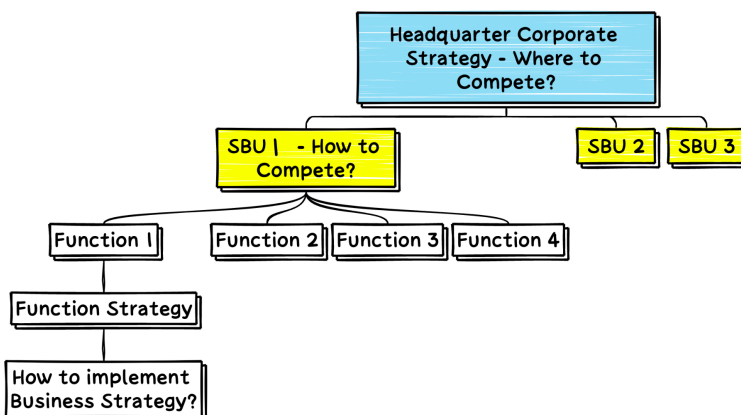 Headquarter Corporate
Strategy - Where to
Compete?
SBU 1 - How to
Compete?
SBU 2
SBU 3
Function 1
Function 2
Function 3
Function 4
Function Strategy
How to implement
Business Strategy?